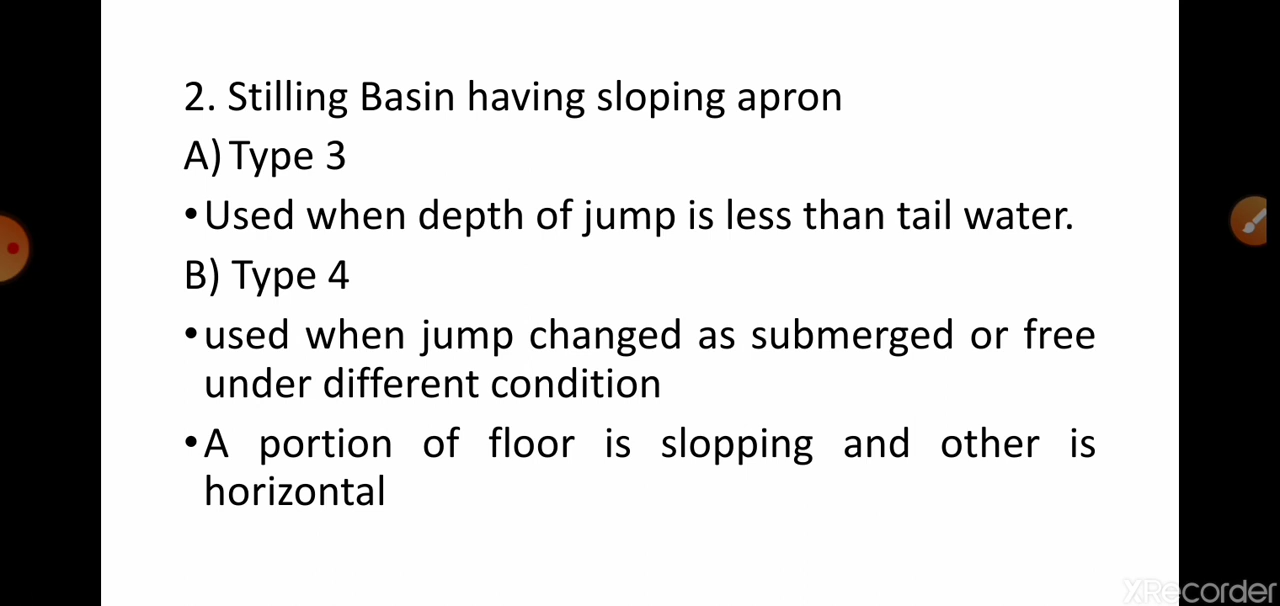 2. Stilling Basin having sloping apron
A) Type 3
•Used when depth of jump is less than tail water.
B) Type 4
•used when jump changed as submerged or free
under different condition
•A portion of floor is slopping and other is
horizontal
XRecorder